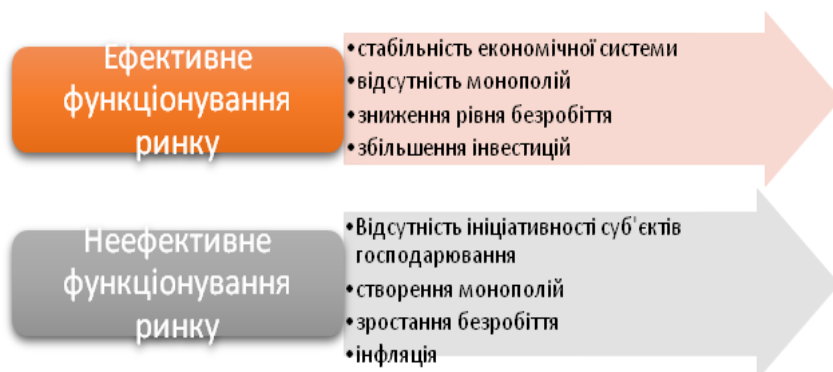 Ефективне
функціонування
ринку
•стабільність економічної системи
•відсутність монополій
•зниження рівня безробіття
•збільшення інвестицій
Неефективне
функціонування
ринку
•Відсутність ініціативності суб'єктів
господарювання
•створення монополій
•зростання безробіття
•інфляція